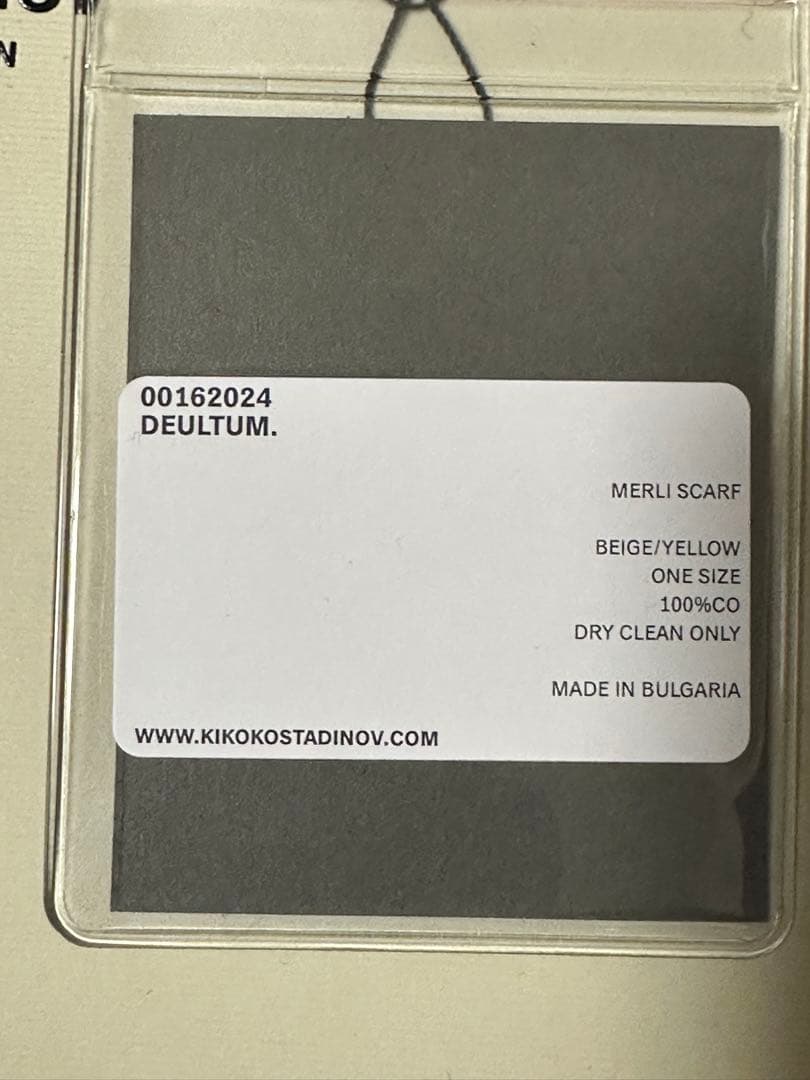 N
00162024
DEULTUM.
MERLI SCARF
BEIGE/YELLOW
ONE SIZE
100%CO
DRY CLEAN ONLY
MADE IN BULGARIA
WWW.KIKOKOSTADINOV.COM